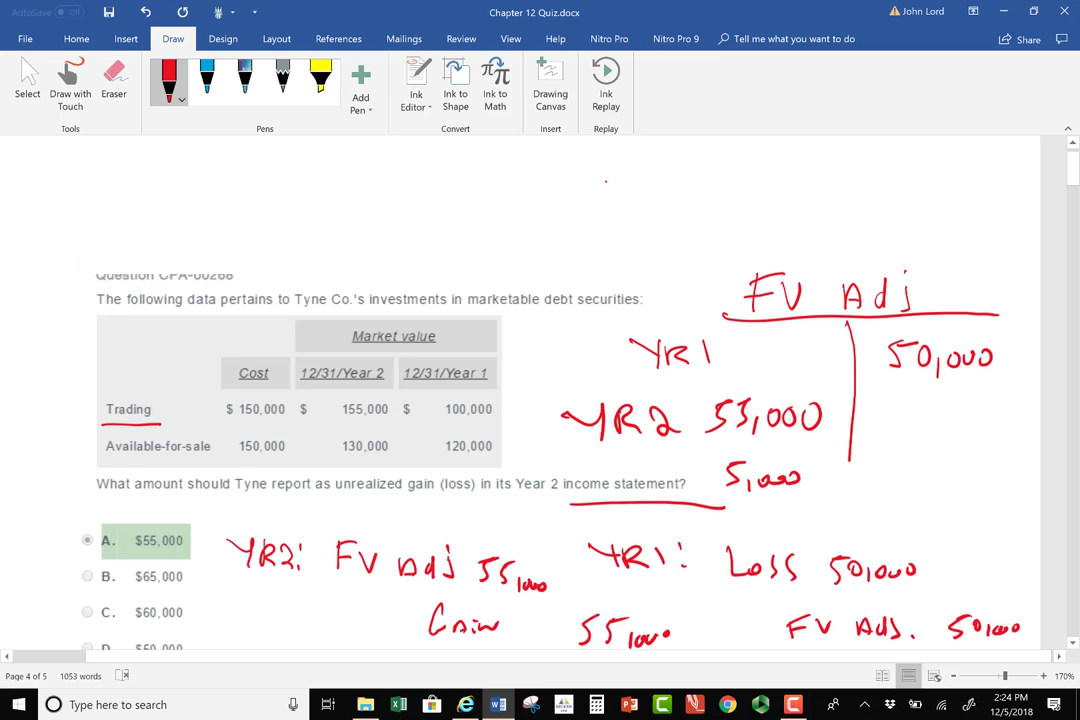 AutoSave Off
Chapter 12 Quiz.docx
John Lord
File Home Insert Draw Design Layout References Mailings Review View Help Nitro Pro Nitro Pro 9 Tell me what you want to do Share
Select
Draw with Touch
Eraser
Add Pen
Ink Editor
Ink to Shape
Ink to Math
Drawing Canvas
Ink Replay
Tools Pens Convert Insert Replay
Question CPA-00268
The following data pertains to Tyne Co.'s investments in marketable debt securities:
Market value
Cost 12/31/Year 2 12/31/Year 1
Trading $ 150,000 $ 155,000 $ 100,000
Available-for-sale 150,000 130,000 120,000
What amount should Tyne report as unrealized gain (loss) in its Year 2 income statement?
FV Adj
YR1 50,000
YR2 55,000
5,000
A. $55,000
B. $65,000
C. $60,000
D. $50,000
YR2: FV Adj 55,000
Gain 55,000
YR1: Loss 50,000
FV Adj. 50,000
Page 4 of 5 1053 words 170%
Type here to search
2:24 PM
12/5/2018